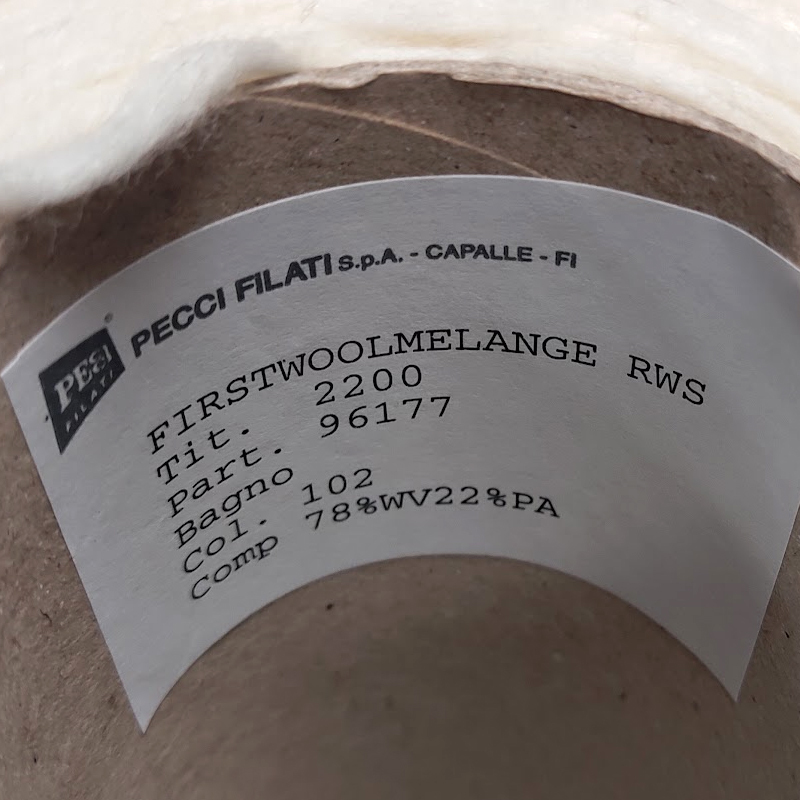 PECCI FILATI
PECCI FILATI S.p.A. - CAPALLE - FI
FIRSTWOOLMELANGE RWS
Tit. 2200
Part. 96177
Bagno
Col. 102
Comp 78%WV22%PA